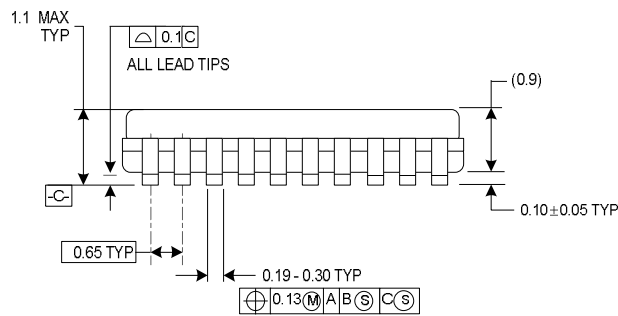 1.1 MAX
TYP
0.1 C
ALL LEAD TIPS
(0.9)
-C-
0.10±0.05 TYP
0.65 TYP
0.19 - 0.30 TYP
0.13 Ⓜ A B Ⓢ C Ⓢ